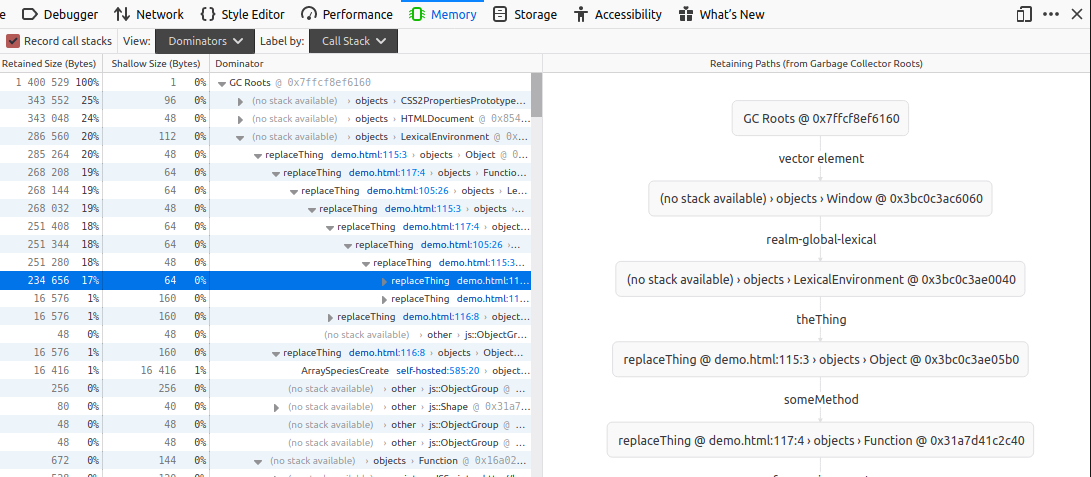 e Debugger Network Style Editor Performance Memory Storage Accessibility What's New
Record call stacks View: Dominators Label by: Call Stack
Retained Size (Bytes) Shallow Size (Bytes) Dominator Retaining Paths (From Garbage Collector Roots)
1 400 529 100% 1 0% GC Roots @ 0x7ffcf8ef6160
343 552 25% 96 0% (no stack available) › objects › CSS2PropertiesPrototype...
343 048 24% 48 0% (no stack available) › objects › HTMLDocument @ 0x854...
286 560 20% 112 0% (no stack available) › objects › LexicalEnvironment @ 0x...
285 264 20% 48 0% replaceThing demo.html:115:3 › objects › Object @ 0...
268 208 19% 64 0% replaceThing demo.html:117:4 › objects › Functio...
268 144 19% 64 0% replaceThing demo.html:105:26 › objects › Le...
268 032 19% 48 0% replaceThing demo.html:115:3 › objects ›...
251 408 18% 64 0% replaceThing demo.html:117:4 › object...
251 344 18% 64 0% replaceThing demo.html:105:26 ›...
251 280 18% 48 0% replaceThing demo.html:115:3...
234 656 17% 64 0% replaceThing demo.html:11...
16 576 1% 160 0% replaceThing demo.html:11...
16 576 1% 160 0% replaceThing demo.html:116:8 › object...
48 0% 48 0% (no stack available) › other › js::ObjectGr...
16 576 1% 160 0% replaceThing demo.html:116:8 › objects › Object...
16 416 1% 16 416 1% ArraySpeciesCreate self-hosted:585:20 › object...
256 0% 256 0% (no stack available) › other › js::ObjectGroup @ ...
80 0% 40 0% (no stack available) › other › js::Shape @ 0x31a7...
48 0% 48 0% (no stack available) › other › js::ObjectGroup @ ...
48 0% 48 0% (no stack available) › other › js::ObjectGroup @ ...
672 0% 144 0% (no stack available) › objects › Function @ 0x16a02...
GC Roots @ 0x7ffcf8ef6160
vector element
(no stack available) › objects › Window @ 0x3bc0c3ac6060
realm-global-lexical
(no stack available) › objects › LexicalEnvironment @ 0x3bc0c3ae0040
theThing
replaceThing @ demo.html:115:3 › objects › Object @ 0x3bc0c3ae05b0
someMethod
replaceThing @ demo.html:117:4 › objects › Function @ 0x31a7d41c2c40